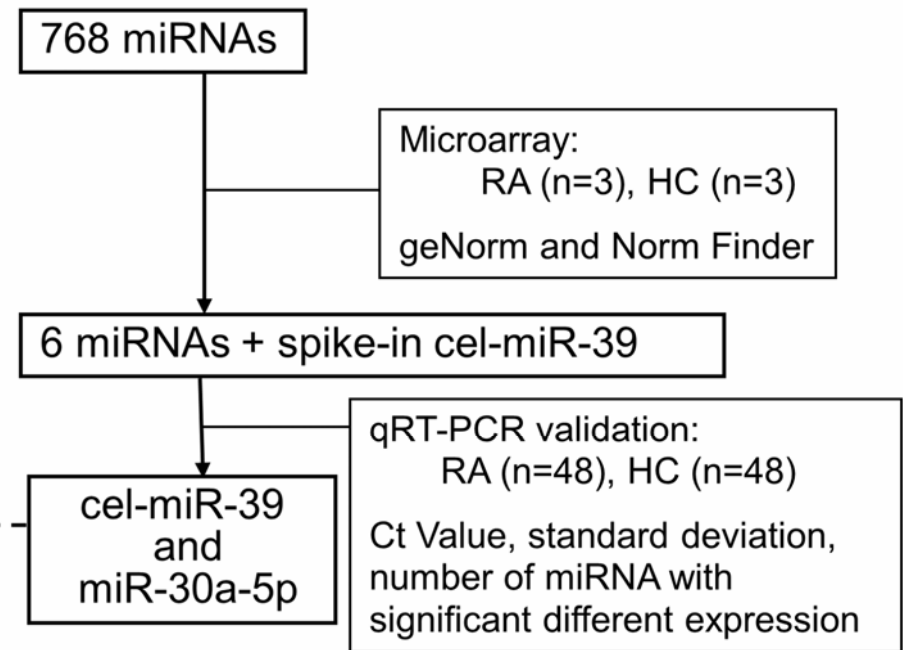 768 miRNAs
Microarray:
RA (n=3), HC (n=3)
geNorm and Norm Finder
6 miRNAs + spike-in cel-miR-39
qRT-PCR validation:
RA (n=48), HC (n=48)
Ct Value, standard deviation,
number of miRNA with
significant different expression
cel-miR-39
and
miR-30a-5p